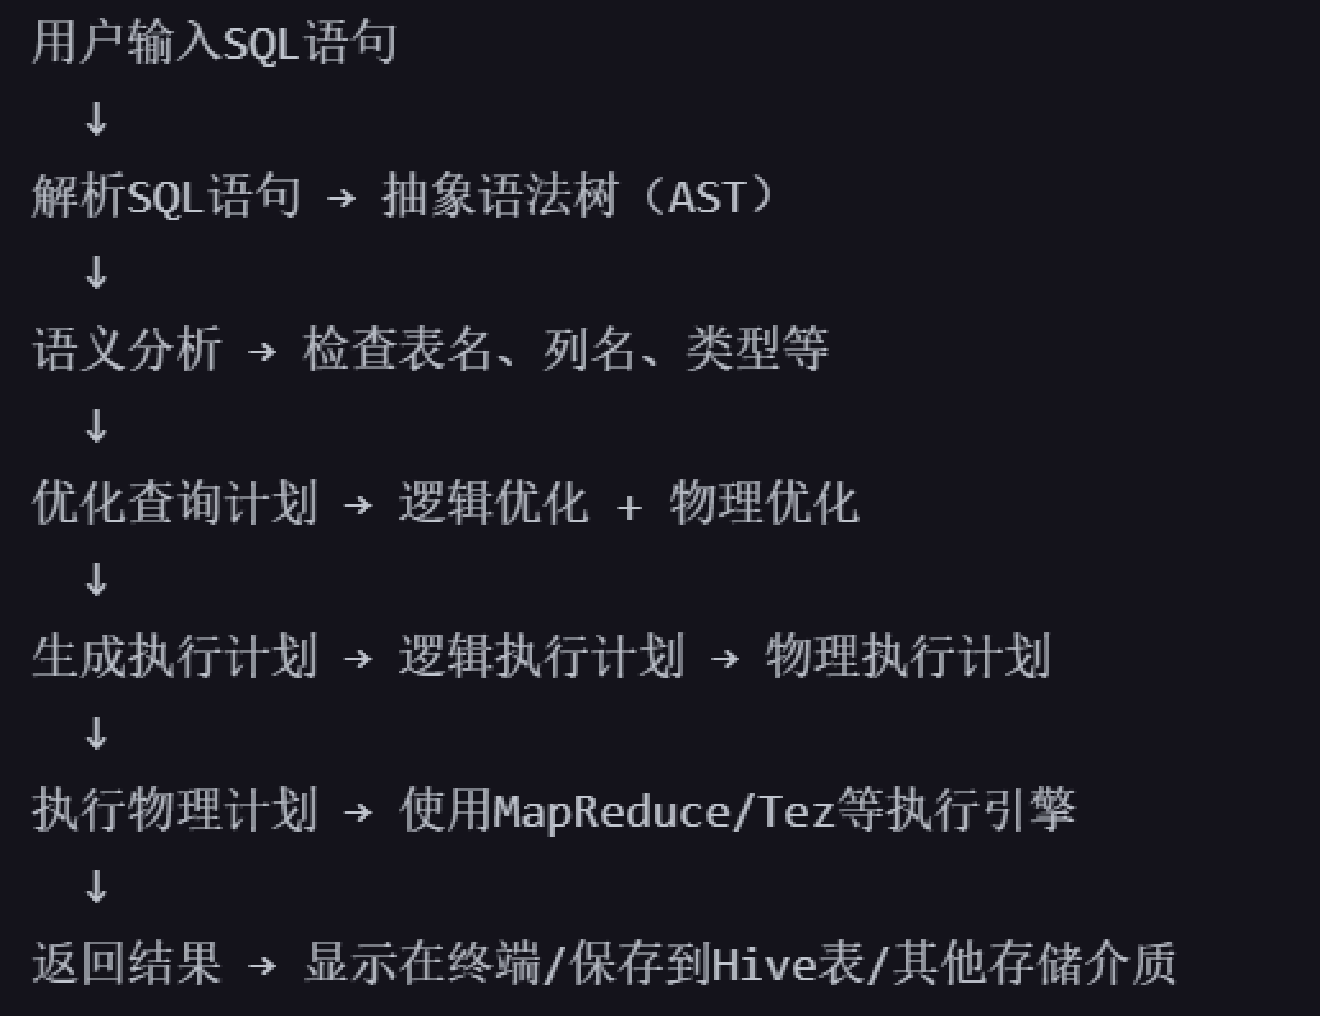 用户输入SQL语句
↓
解析SQL语句 → 抽象语法树（AST）
↓
语义分析 → 检查表名、列名、类型等
↓
优化查询计划 → 逻辑优化 + 物理优化
↓
生成执行计划 → 逻辑执行计划 → 物理执行计划
↓
执行物理计划 → 使用MapReduce/Tez等执行引擎
↓
返回结果 → 显示在终端/保存到Hive表/其他存储介质